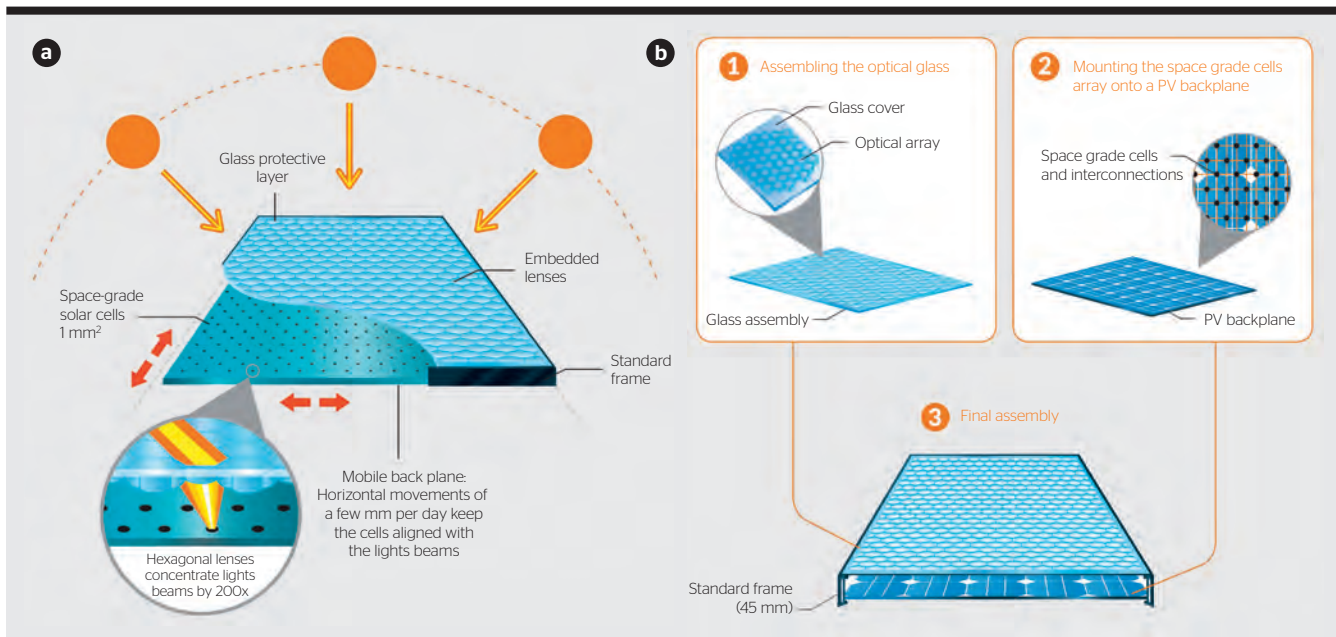 a
Glass protective
layer
Embedded
lenses
Space-grade
solar cells
1 mm²
Standard
frame
Mobile back plane:
Horizontal movements of
a few mm per day keep
the cells aligned with
the lights beams
Hexagonal lenses
concentrate lights
beams by 200x
b
1 Assembling the optical glass
Glass cover
Optical array
Glass assembly
2 Mounting the space grade cells
array onto a PV backplane
Space grade cells
and interconnections
PV backplane
3 Final assembly
Standard frame
(45 mm)